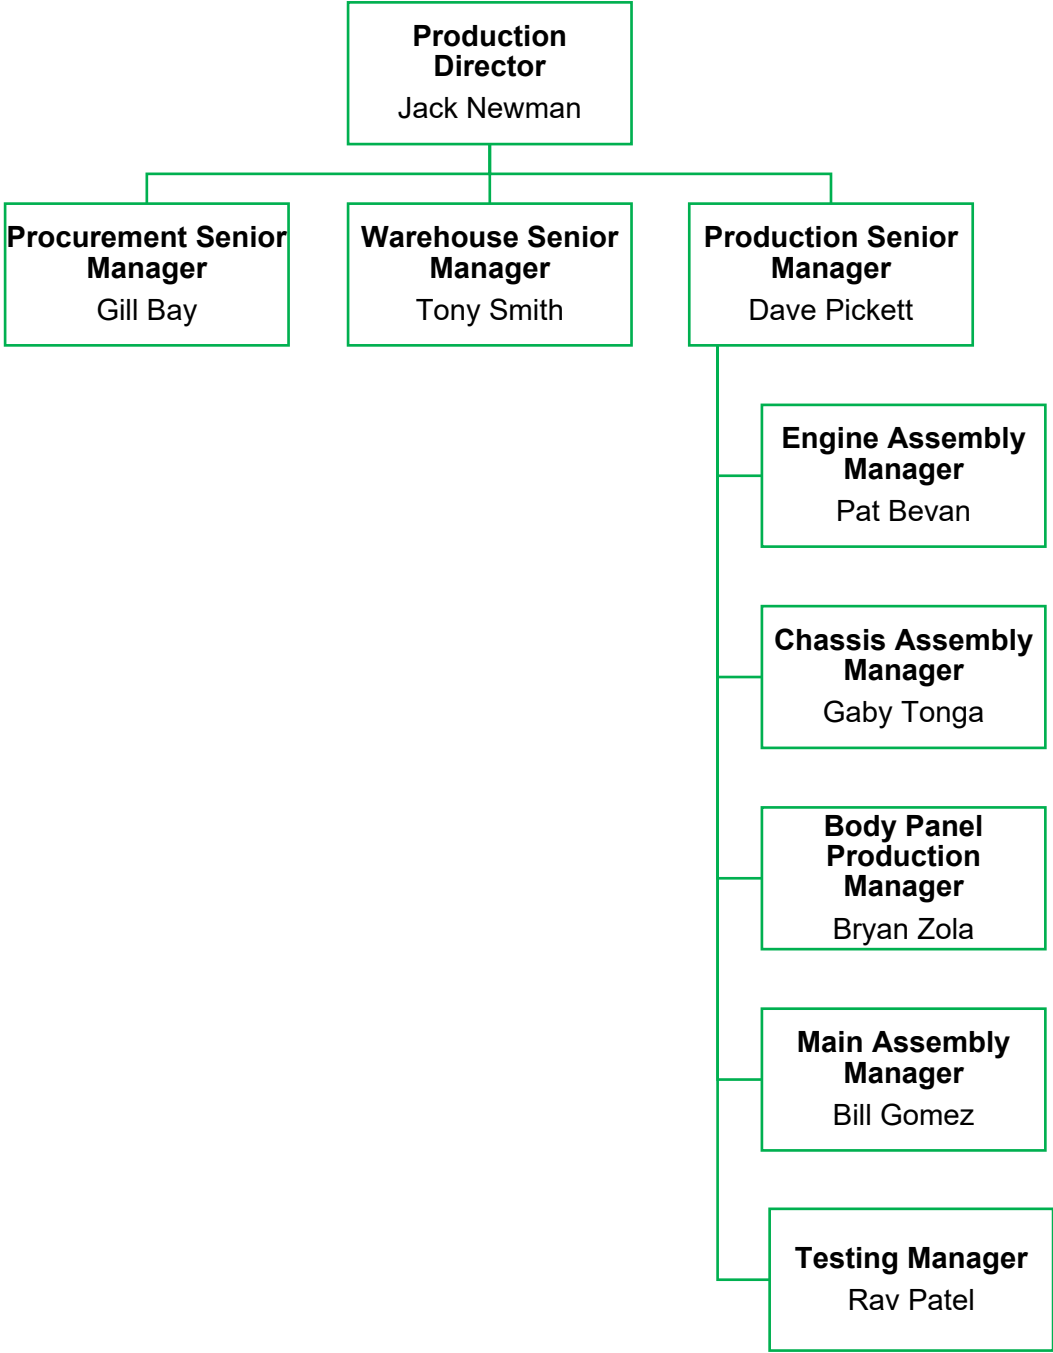 Production
Director
Jack Newman
Procurement Senior
Manager
Gill Bay
Warehouse Senior
Manager
Tony Smith
Production Senior
Manager
Dave Pickett
Engine Assembly
Manager
Pat Bevan
Chassis Assembly
Manager
Gaby Tonga
Body Panel
Production
Manager
Bryan Zola
Main Assembly
Manager
Bill Gomez
Testing Manager
Rav Patel